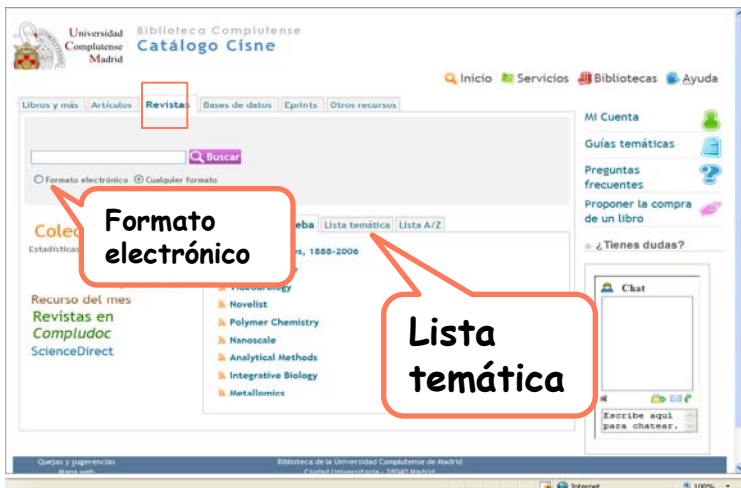 Universidad
Complutense
Madrid
Biblioteca Complutense
Catálogo Cisne
Inicio Servicios Bibliotecas Ayuda
Libros y más Artículos Revistas Bases de datos Eprints Otros recursos
Buscar
Formato electrónico Cualquier formato
Formato
electrónico
Lista temática Lista A/Z
Estadísticas
1888-2006
Novelist
Polymer Chemistry
Nanoscale
Analytical Methods
Integrative Biology
Metallomics
Recurso del mes
Revistas en
Compludoc
ScienceDirect
Lista
temática
Mi Cuenta
Guías temáticas
Preguntas
frecuentes
Proponer la compra
de un libro
¿Tienes dudas?
Chat
Escribe aquí
para chatear.
Quejas y sugerencias
Biblioteca de la Universidad Complutense de Madrid
Internet
100%